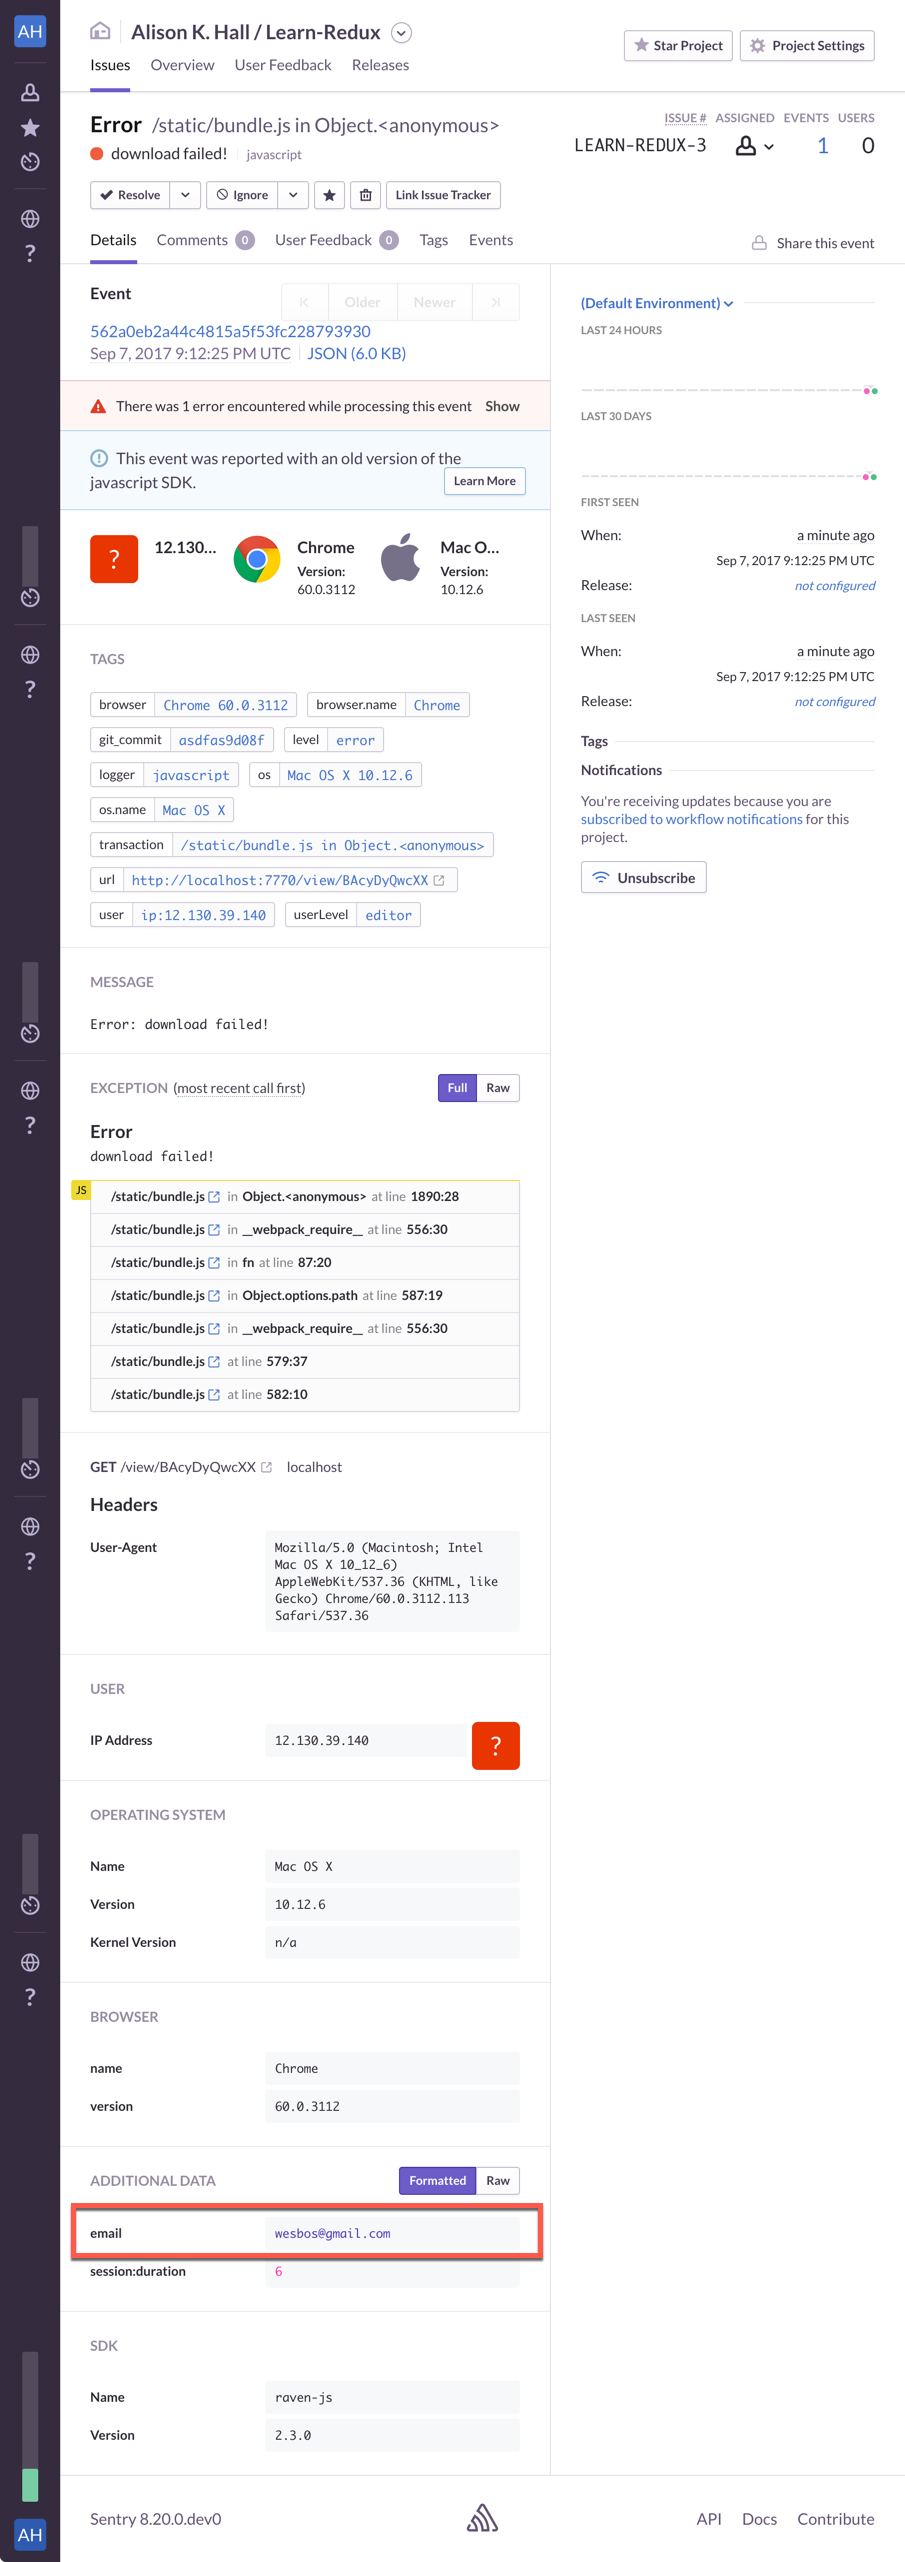 AH
Alison K. Hall / Learn-Redux
Star Project
Project Settings
Issues
Overview
User Feedback
Releases
Error /static/bundle.js in Object.<anonymous>
download failed!
javascript
ISSUE #
ASSIGNED
EVENTS
USERS
LEARN-REDUX-3
1
0
Resolve
Ignore
Link Issue Tracker
Details
Comments 0
User Feedback 0
Tags
Events
Share this event
Event
Older
Newer
562a0eb2a44c4815a5f53fc228793930
Sep 7, 2017 9:12:25 PM UTC
JSON (6.0 KB)
There was 1 error encountered while processing this event
Show
This event was reported with an old version of the
javascript SDK.
Learn More
?
12.130...
Chrome
Version:
60.0.3112
Mac O...
Version:
10.12.6
TAGS
browser Chrome 60.0.3112
browser.name Chrome
git_commit asdfas9d08f
level error
logger javascript
os Mac OS X 10.12.6
os.name Mac OS X
transaction /static/bundle.js in Object.<anonymous>
url http://localhost:7770/view/BAcyDyQwcXX
user ip:12.130.39.140
userLevel editor
MESSAGE
Error: download failed!
EXCEPTION (most recent call first)
Full
Raw
Error
download failed!
JS
/static/bundle.js in Object.<anonymous> at line 1890:28
/static/bundle.js in __webpack_require__ at line 556:30
/static/bundle.js in fn at line 87:20
/static/bundle.js in Object.options.path at line 587:19
/static/bundle.js in __webpack_require__ at line 556:30
/static/bundle.js at line 579:37
/static/bundle.js at line 582:10
GET /view/BAcyDyQwcXX
localhost
Headers
User-Agent
Mozilla/5.0 (Macintosh; Intel
Mac OS X 10_12_6)
AppleWebKit/537.36 (KHTML, like
Gecko) Chrome/60.0.3112.113
Safari/537.36
USER
IP Address
12.130.39.140
?
OPERATING SYSTEM
Name
Mac OS X
Version
10.12.6
Kernel Version
n/a
BROWSER
name
Chrome
version
60.0.3112
ADDITIONAL DATA
Formatted
Raw
email
wesbos@gmail.com
session:duration
6
SDK
Name
raven-js
Version
2.3.0
(Default Environment)
LAST 24 HOURS
LAST 30 DAYS
FIRST SEEN
When:
a minute ago
Sep 7, 2017 9:12:25 PM UTC
Release:
not configured
LAST SEEN
When:
a minute ago
Sep 7, 2017 9:12:25 PM UTC
Release:
not configured
Tags
Notifications
You're receiving updates because you are
subscribed to workflow notifications for this
project.
Unsubscribe
?
?
?
?
?
AH
Sentry 8.20.0.dev0
API
Docs
Contribute